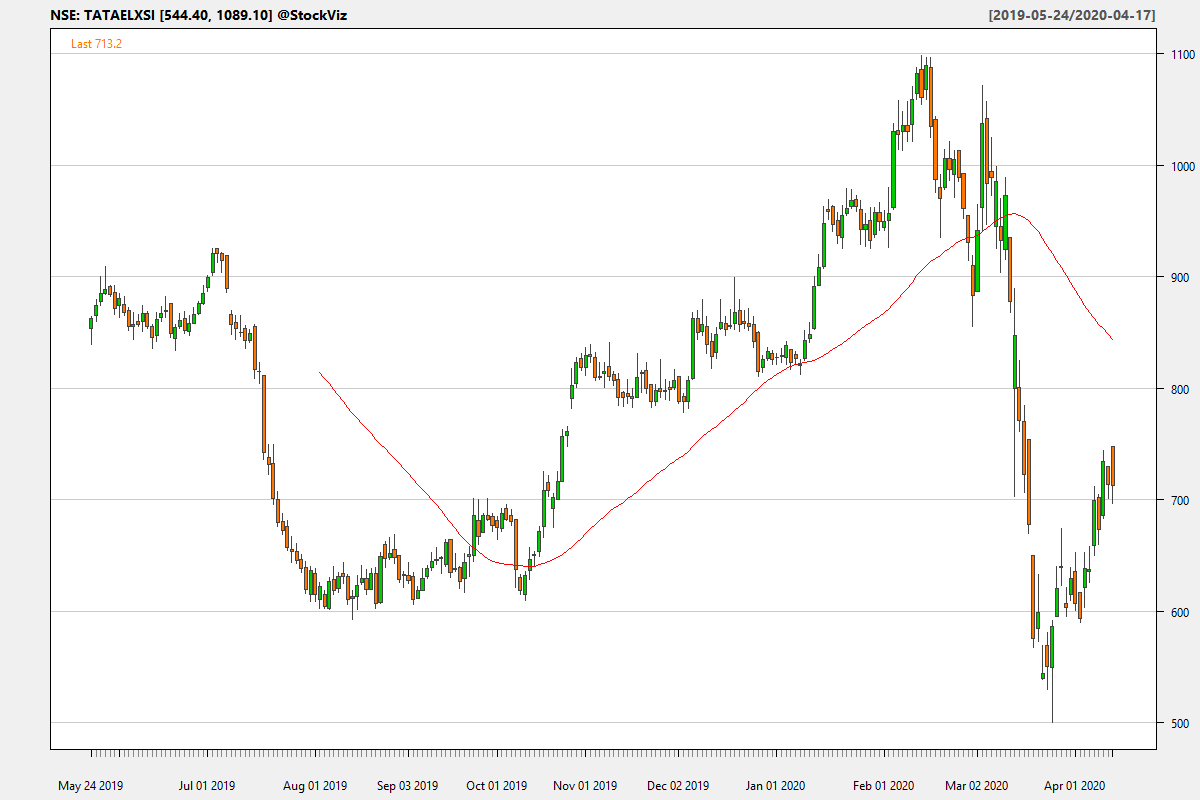 NSE: TATAELXSI [544.40, 1089.10] @StockViz
[2019-05-24/2020-04-17]
Last 713.2
1100
1000
900
800
700
600
500
May 24 2019 Jul 01 2019 Aug 01 2019 Sep 03 2019 Oct 01 2019 Nov 01 2019 Dec 02 2019 Jan 01 2020 Feb 01 2020 Mar 02 2020 Apr 01 2020